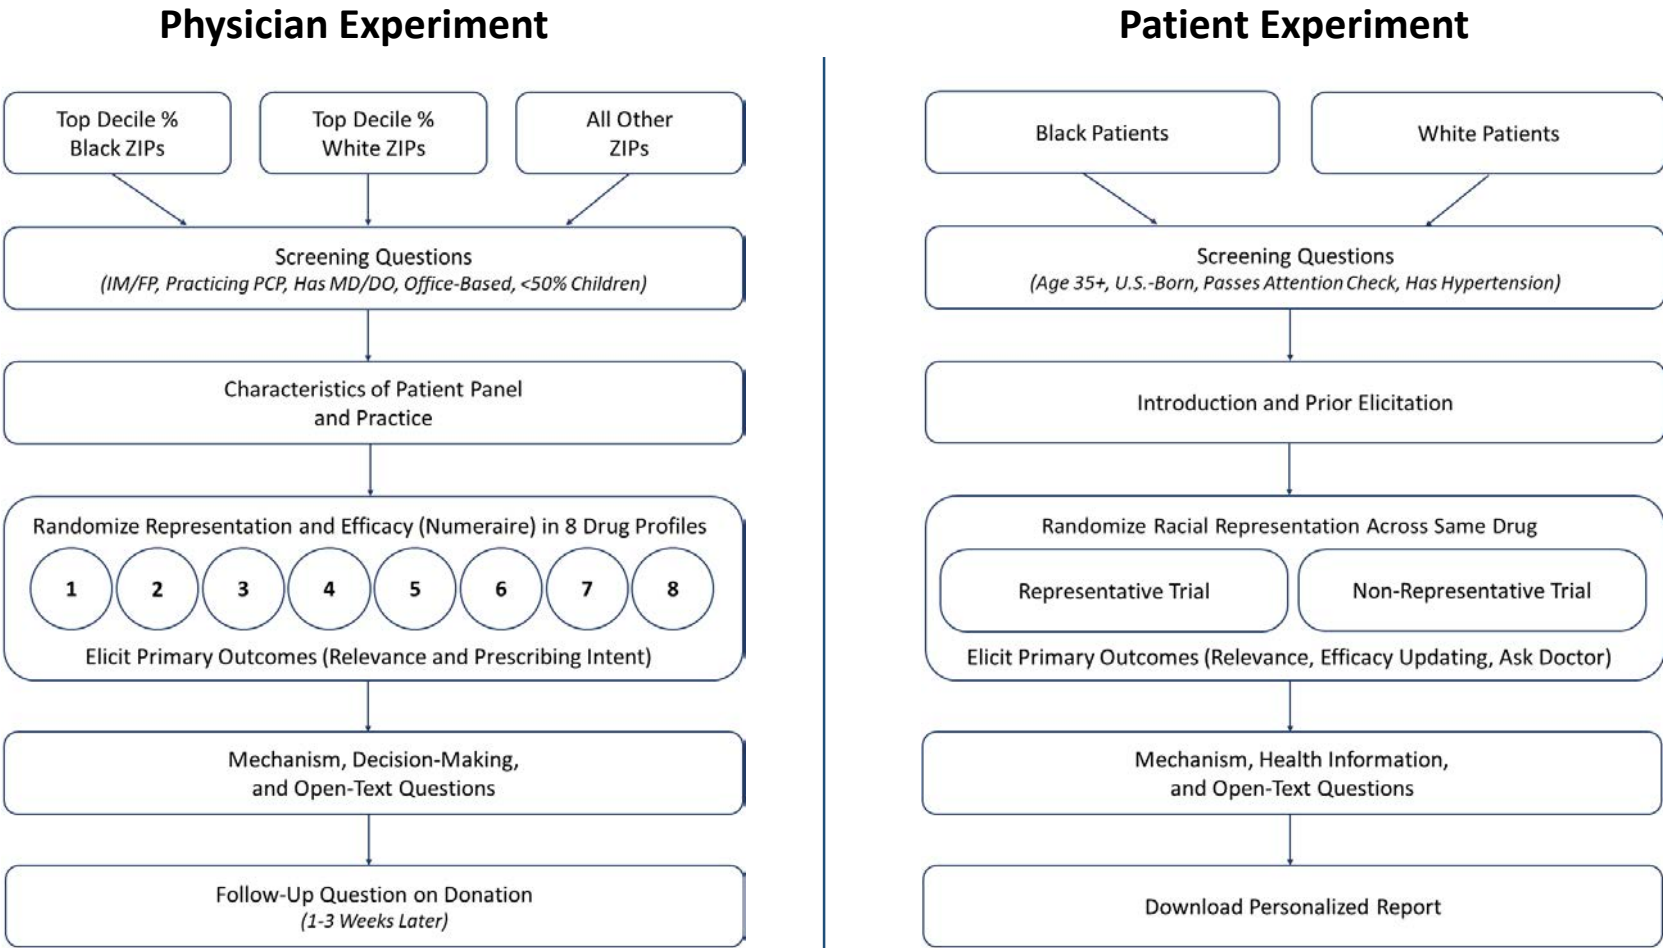 Physician Experiment
Top Decile %
Black ZIPs
Top Decile %
White ZIPs
All Other
ZIPs
Screening Questions
(IM/FP, Practicing PCP, Has MD/DO, Office-Based, <50% Children)
Characteristics of Patient Panel
and Practice
Randomize Representation and Efficacy (Numeraire) in 8 Drug Profiles
1 2 3 4 5 6 7 8
Elicit Primary Outcomes (Relevance and Prescribing Intent)
Mechanism, Decision-Making,
and Open-Text Questions
Follow-Up Question on Donation
(1-3 Weeks Later)
Patient Experiment
Black Patients
White Patients
Screening Questions
(Age 35+, U.S.-Born, Passes Attention Check, Has Hypertension)
Introduction and Prior Elicitation
Randomize Racial Representation Across Same Drug
Representative Trial
Non-Representative Trial
Elicit Primary Outcomes (Relevance, Efficacy Updating, Ask Doctor)
Mechanism, Health Information,
and Open-Text Questions
Download Personalized Report